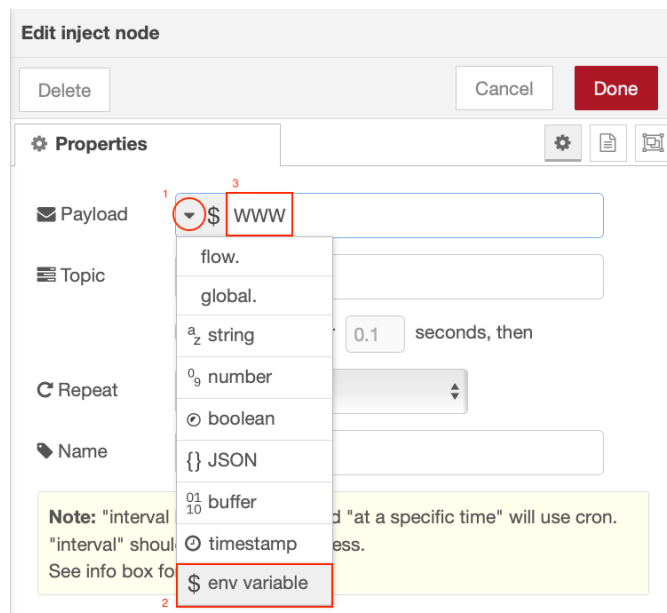 Edit inject node
Delete
Cancel
Done
Properties
1
3
Payload
$ WWW
flow.
Topic
global.
string
0.1 seconds, then
number
Repeat
boolean
{} JSON
Name
buffer
Note: "interval d "at a specific time" will use cron.
timestamp
"interval" shoul ess.
$ env variable
See info box fo
2